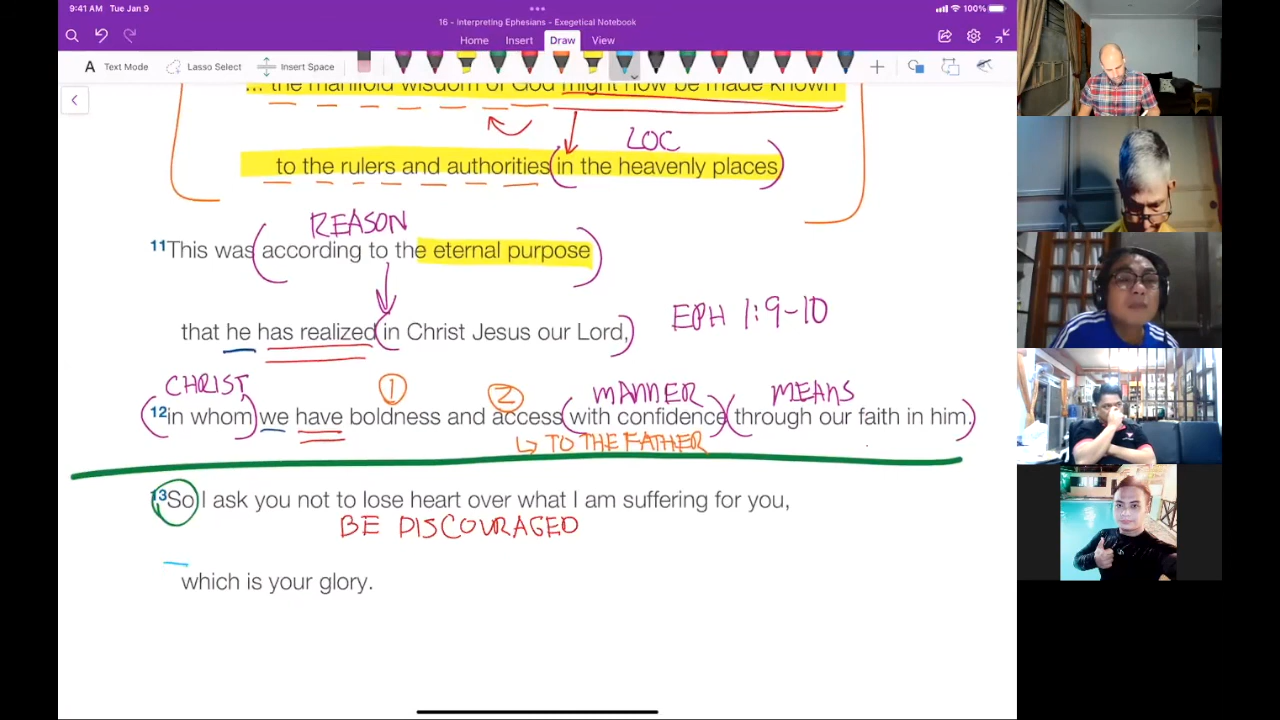 9:41 AM Tue Jan 9
100%
16 - Interpreting Ephesians - Exegetical Notebook
Home Insert Draw View
A Text Mode Lasso Select Insert Space
... the manifold wisdom of God might now be made known
LOC
to the rulers and authorities (in the heavenly places)
REASON
11This was (according to the eternal purpose)
that he has realized (in Christ Jesus our Lord,) EPH 1:9-10
CHRIST 1 2 MANNER MEANS
(12in whom) we have boldness and access (with confidence) (through our faith in him.)
↳ TO THE FATHER
13So I ask you not to lose heart over what I am suffering for you,
BE DISCOURAGED
which is your glory.